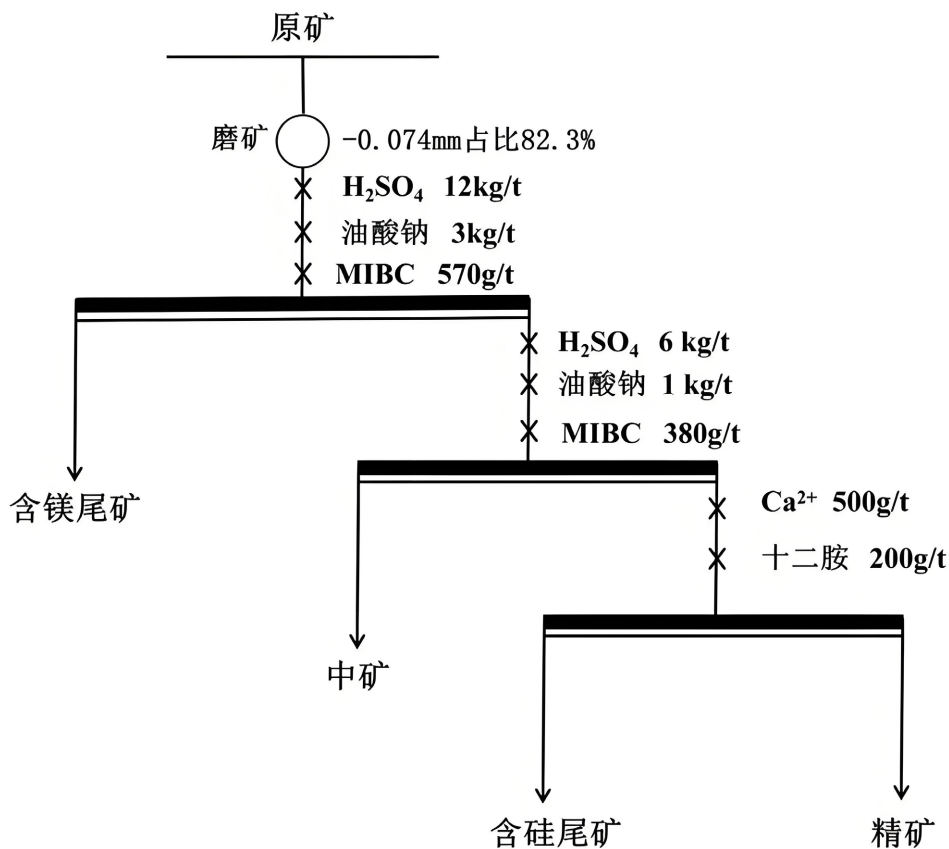 原矿
磨矿 -0.074mm占比82.3%
H₂SO₄ 12kg/t
油酸钠 3kg/t
MIBC 570g/t
H₂SO₄ 6 kg/t
油酸钠 1 kg/t
MIBC 380g/t
含镁尾矿
Ca²⁺ 500g/t
十二胺 200g/t
中矿
含硅尾矿
精矿